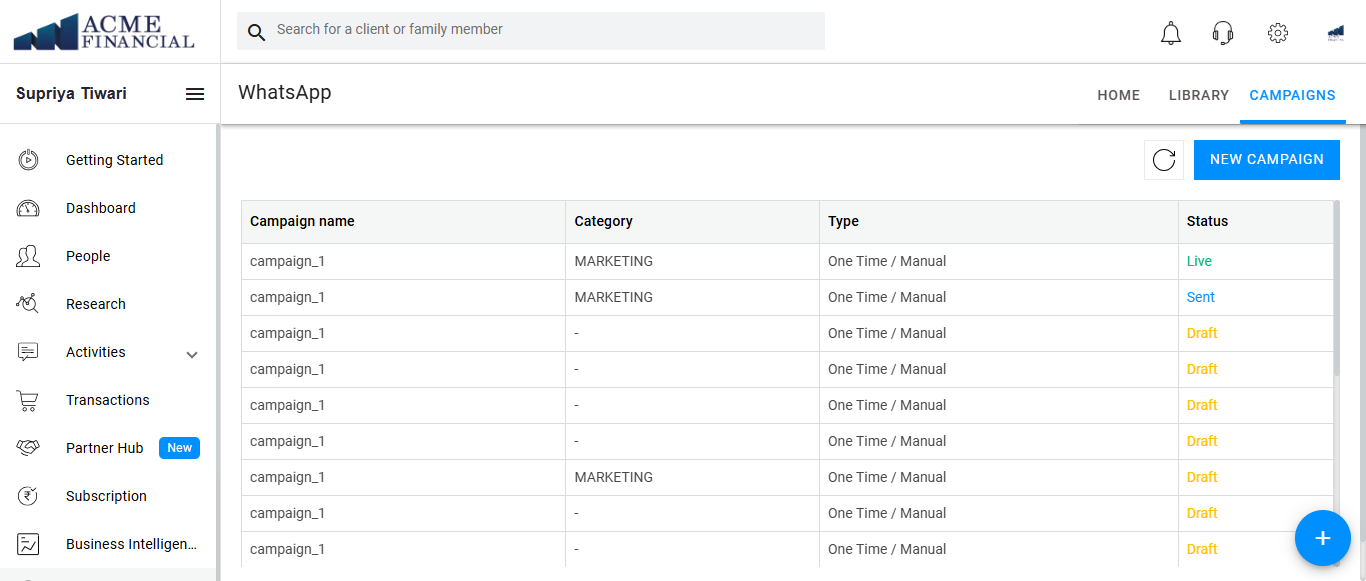 ACME
FINANCIAL
Search for a client or family member
Supriya Tiwari
WhatsApp
HOME LIBRARY CAMPAIGNS
Getting Started
Dashboard
People
Research
Activities
Transactions
Partner Hub New
Subscription
Business Intelligen...
NEW CAMPAIGN
Campaign name Category Type Status
campaign_1 MARKETING One Time / Manual Live
campaign_1 MARKETING One Time / Manual Sent
campaign_1 - One Time / Manual Draft
campaign_1 - One Time / Manual Draft
campaign_1 - One Time / Manual Draft
campaign_1 - One Time / Manual Draft
campaign_1 MARKETING One Time / Manual Draft
campaign_1 - One Time / Manual Draft
campaign_1 - One Time / Manual Draft
+